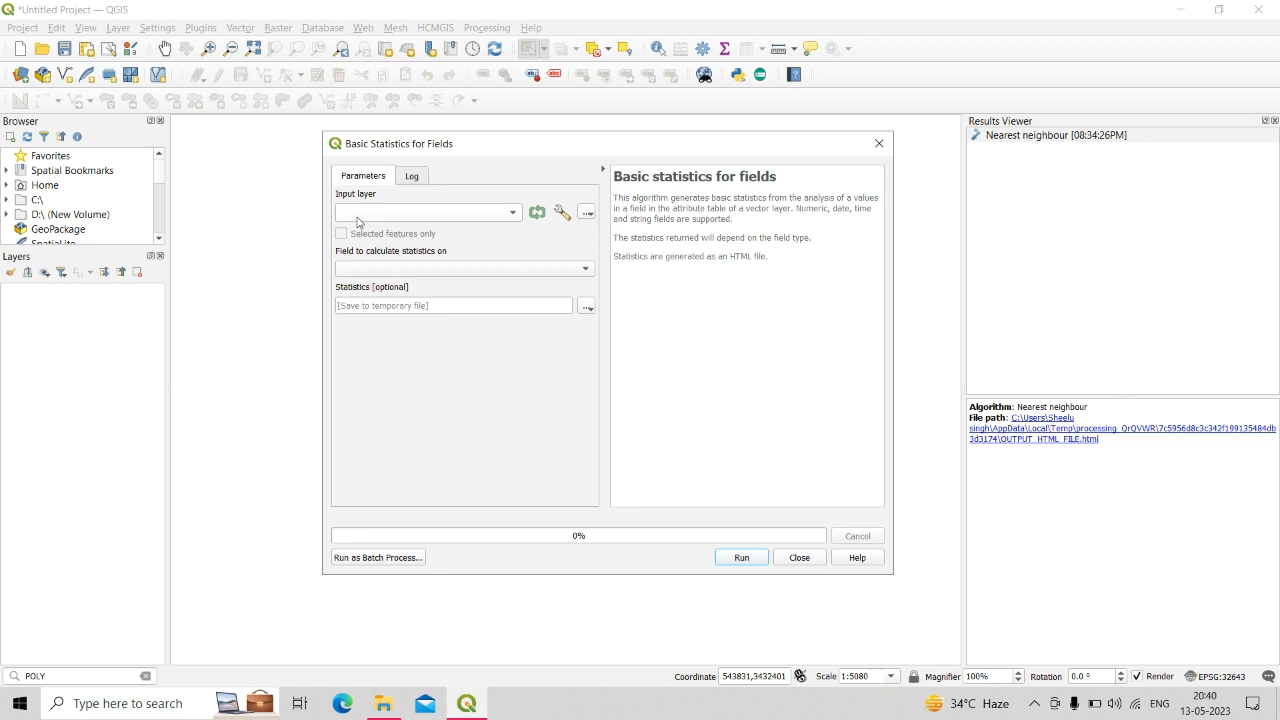 *Untitled Project — QGIS
Project Edit View Layer Settings Plugins Vector Raster Database Web Mesh HCMGIS Processing Help
Browser
Favorites
Spatial Bookmarks
Home
C:\
D:\ (New Volume)
GeoPackage
SpatiaLite
Layers
Basic Statistics for Fields
Parameters
Log
Input layer
Selected features only
Field to calculate statistics on
Statistics [optional]
[Save to temporary file]
Basic statistics for fields
This algorithm generates basic statistics from the analysis of a values
in a field in the attribute table of a vector layer. Numeric, date, time
and string fields are supported.
The statistics returned will depend on the field type.
Statistics are generated as an HTML file.
0%
Cancel
Run as Batch Process...
Run
Close
Help
Results Viewer
Nearest neighbour [08:34:26PM]
Algorithm: Nearest neighbour
File path: C:\Users\Sheelu
singh\AppData\Local\Temp\processing_QrQVWR\7c5956d8c3c342f199135484db
3d3174\OUTPUT_HTML_FILE.html
POLY
Coordinate 543831,3432401
Scale 1:5080
Magnifier 100%
Rotation 0.0 °
Render
EPSG:32643
Type here to search
34°C Haze
ENG
20:40
13-05-2023